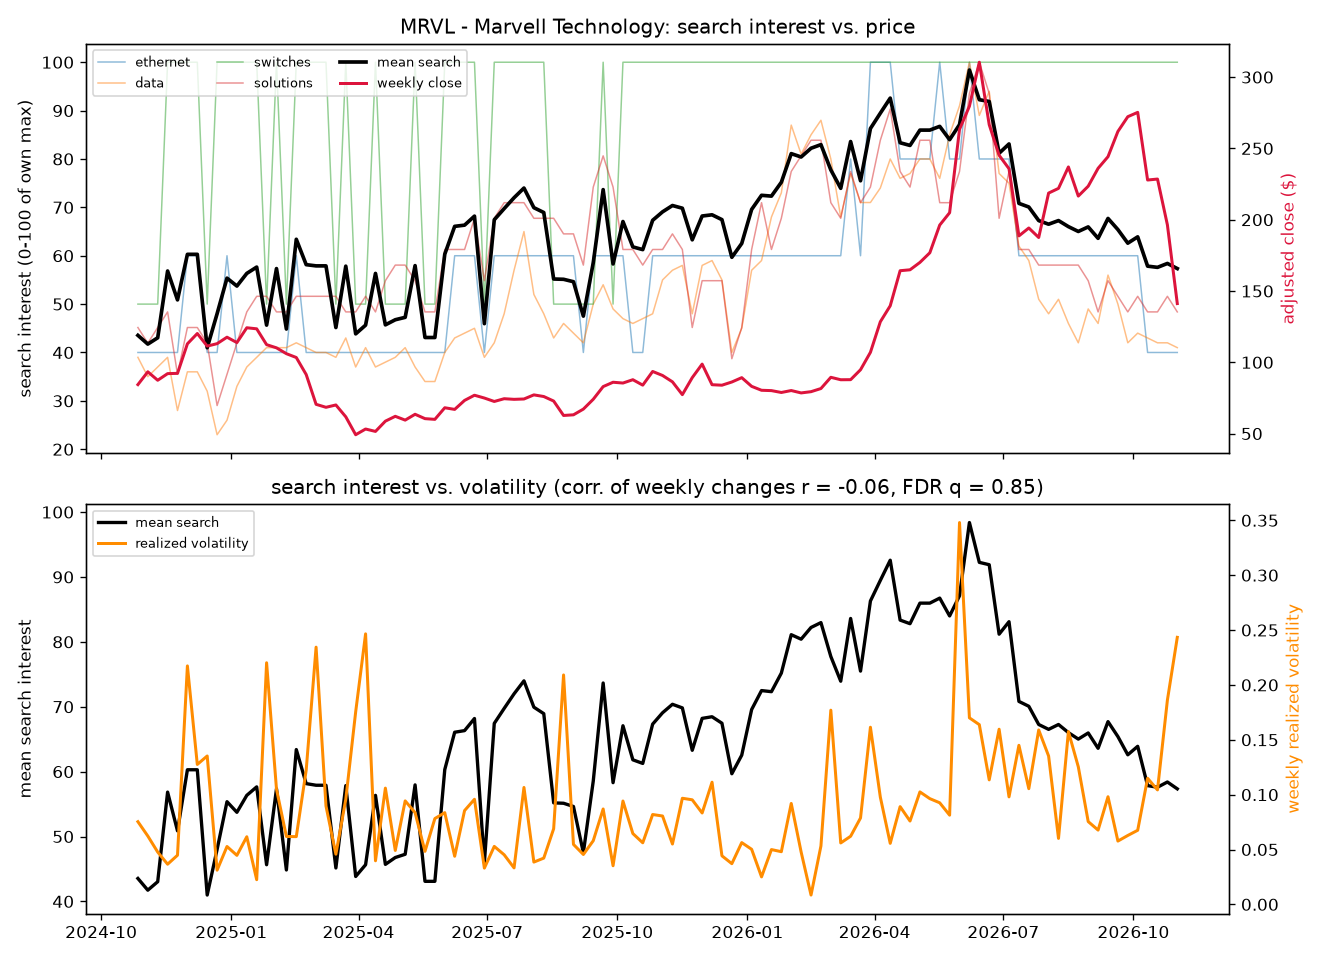 MRVL - Marvell Technology: search interest vs. price
ethernet
data
switches
solutions
mean search
weekly close
search interest (0-100 of own max)
100
90
80
70
60
50
40
30
20
300
250
200
150
100
50
adjusted close ($)
search interest vs. volatility (corr. of weekly changes r = -0.06, FDR q = 0.85)
mean search
realized volatility
mean search interest
100
90
80
70
60
50
40
0.35
0.30
0.25
0.20
0.15
0.10
0.05
0.00
weekly realized volatility
2024-10
2025-01
2025-04
2025-07
2025-10
2026-01
2026-04
2026-07
2026-10